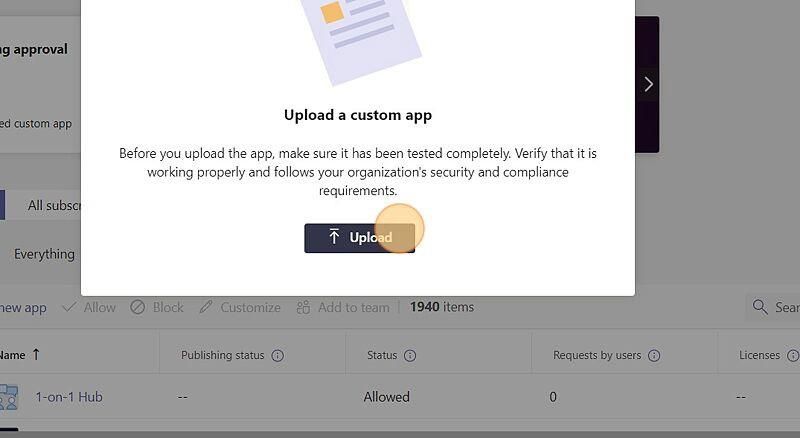 ng approval
ed custom app
Upload a custom app
Before you upload the app, make sure it has been tested completely. Verify that it is
working properly and follows your organization's security and compliance
requirements.
Upload
All subscr
Everything
new app Allow Block Customize Add to team 1940 items Sear
Name ↑ Publishing status Status Requests by users Licenses
1-on-1 Hub -- Allowed 0 --